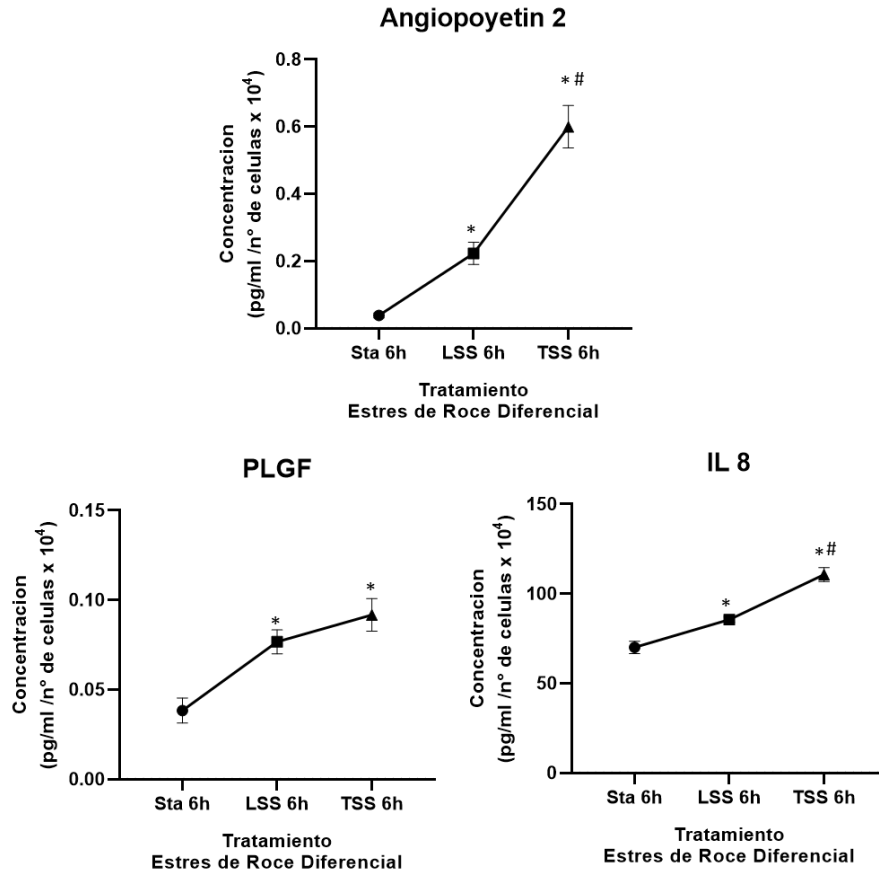 Angiopoyetin 2
Concentracion
(pg/ml /n° de celulas x 10⁴)
0.8
0.6
0.4
0.2
0.0
* #
*
Sta 6h LSS 6h TSS 6h
Tratamiento
Estres de Roce Diferencial
PLGF
Concentracion
(pg/ml /n° de celulas x 10⁴)
0.15
0.10
0.05
0.00
*
*
Sta 6h LSS 6h TSS 6h
Tratamiento
Estres de Roce Diferencial
IL 8
Concentracion
(pg/ml /n° de celulas x 10⁴)
150
100
50
0
*#
*
Sta 6h LSS 6h TSS 6h
Tratamiento
Estres de Roce Diferencial